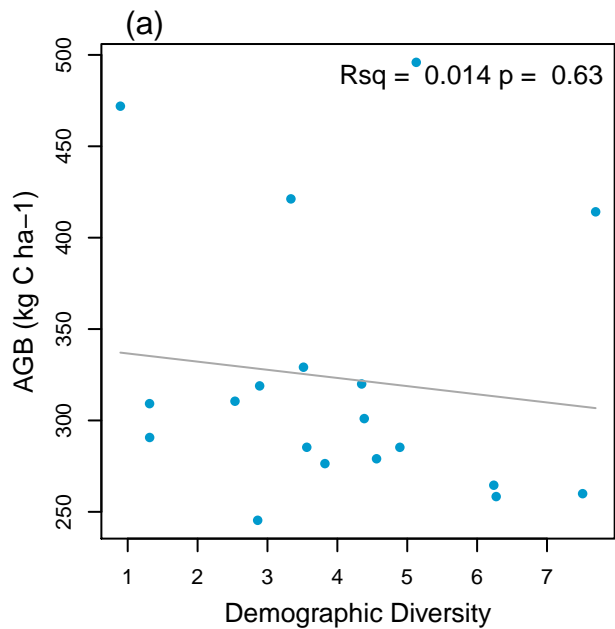 (a)
Rsq =  0.014 p =  0.63
500
450
400
350
300
250
AGB (kg C ha−1)
1 2 3 4 5 6 7
Demographic Diversity